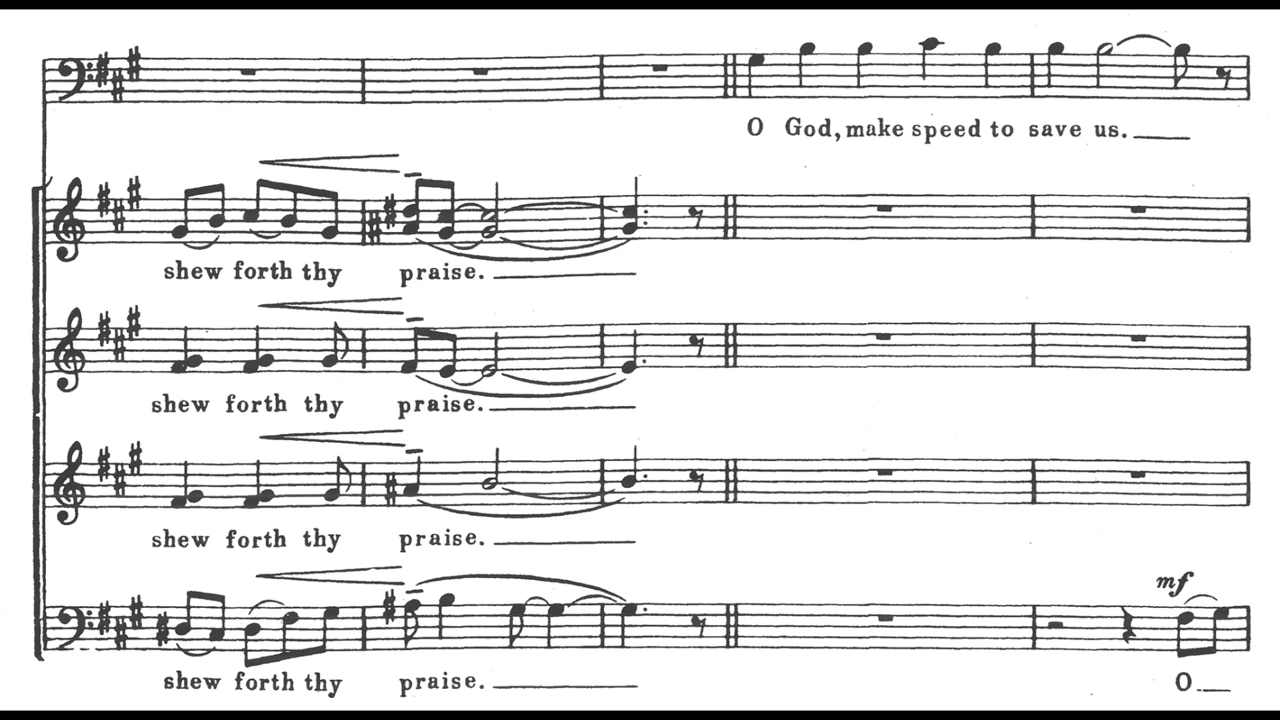 O God, make speed to save us.
shew forth thy praise.
shew forth thy praise.
shew forth thy praise.
mf
shew forth thy praise.
O